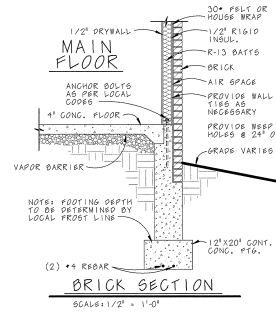 30# FELT OR
HOUSE WRAP
1/2" DRYWALL
1/2" RIGID
INSUL.
MAIN
FLOOR
R-13 BATTS
BRICK
AIR SPACE
ANCHOR BOLTS
AS PER LOCAL
CODES
PROVIDE WALL
TIES AS
NECESSARY
4" CONC. FLOOR
PROVIDE WEEP
HOLES @ 24" O
VAPOR BARRIER
GRADE VARIES
NOTE: FOOTING DEPTH
TO BE DETERMINED BY
LOCAL FROST LINE
12"X20" CONT.
CONC. FTG.
(2) #4 REBAR
BRICK SECTION
SCALE: 1/2" = 1'-0"